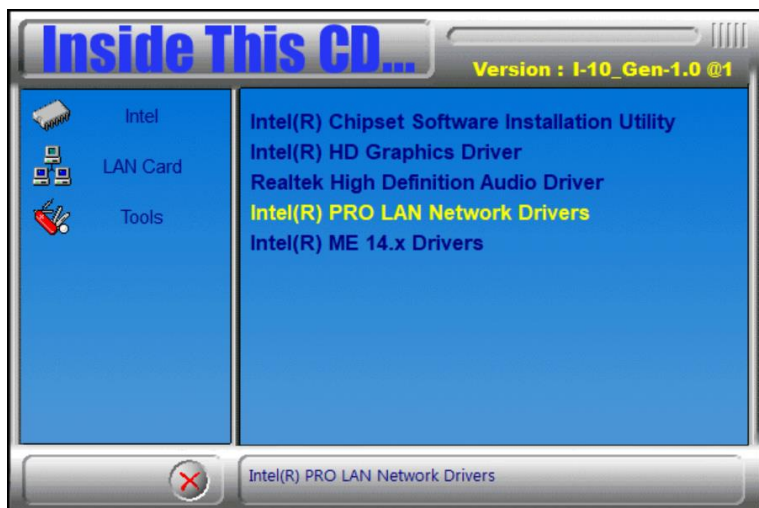 Inside This CD...
Version : I-10_Gen-1.0 @1
Intel
LAN Card
Tools
Intel(R) Chipset Software Installation Utility
Intel(R) HD Graphics Driver
Realtek High Definition Audio Driver
Intel(R) PRO LAN Network Drivers
Intel(R) ME 14.x Drivers
Intel(R) PRO LAN Network Drivers